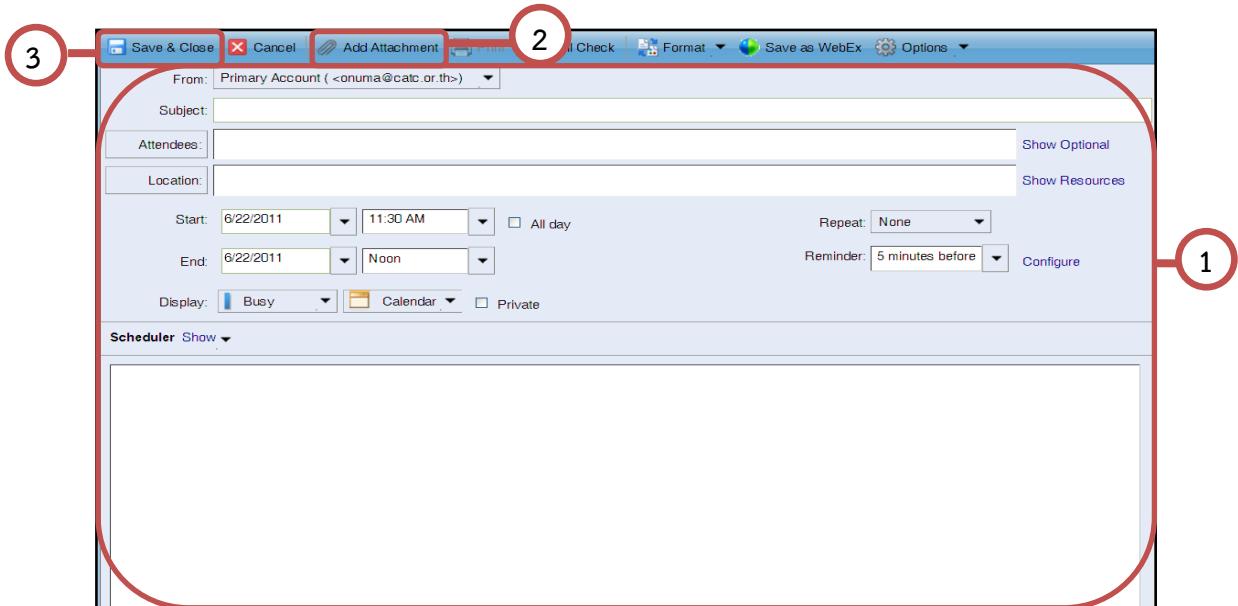 3
2
Save & Close Cancel Add Attachment Check Format Save as WebEx Options
From: Primary Account ( <onuma@catc.or.th>)
Subject:
Attendees: Show Optional
Location: Show Resources
Start: 6/22/2011 11:30 AM All day Repeat: None
End: 6/22/2011 Noon Reminder: 5 minutes before Configure
1
Display: Busy Calendar Private
Scheduler Show